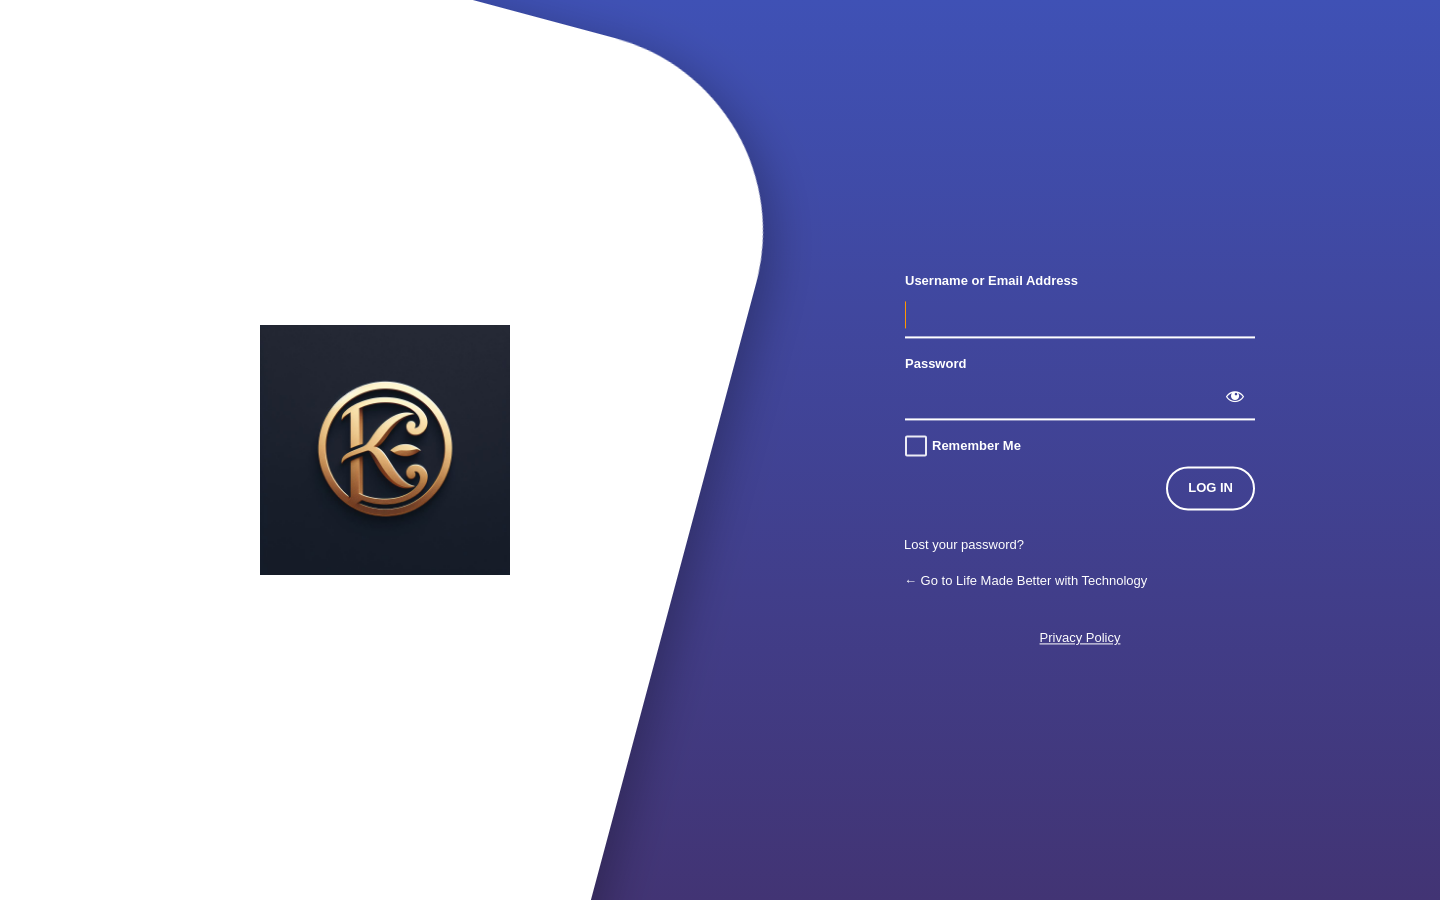 Username or Email Address
Password
Remember Me
LOG IN
Lost your password?
← Go to Life Made Better with Technology
Privacy Policy